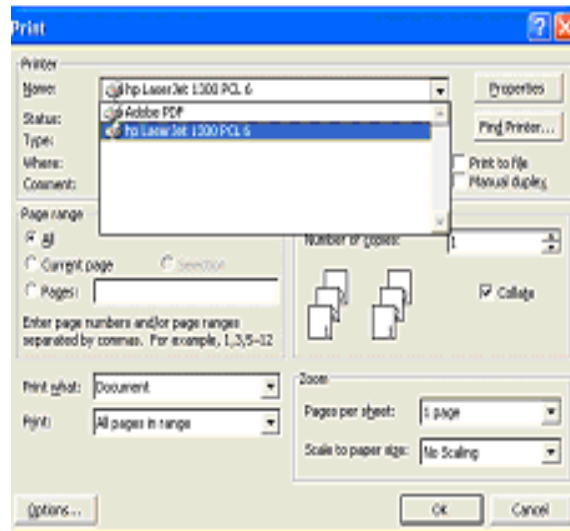 Print
Printer
Name: hp LaserJet 1300 PCL 6 Properties
Adobe PDF
hp LaserJet 1300 PCL 6
Status: Find Printer...
Type:
Where: Print to file
Comment: Manual duplex
Page range
All Number of copies: 1
Current page Selection
Pages: Collate
Enter page numbers and/or page ranges
separated by commas. For example, 1,3,5–12
Print what: Document
Print: All pages in range
Zoom
Pages per sheet: 1 page
Scale to paper size: No Scaling
Options... OK Cancel